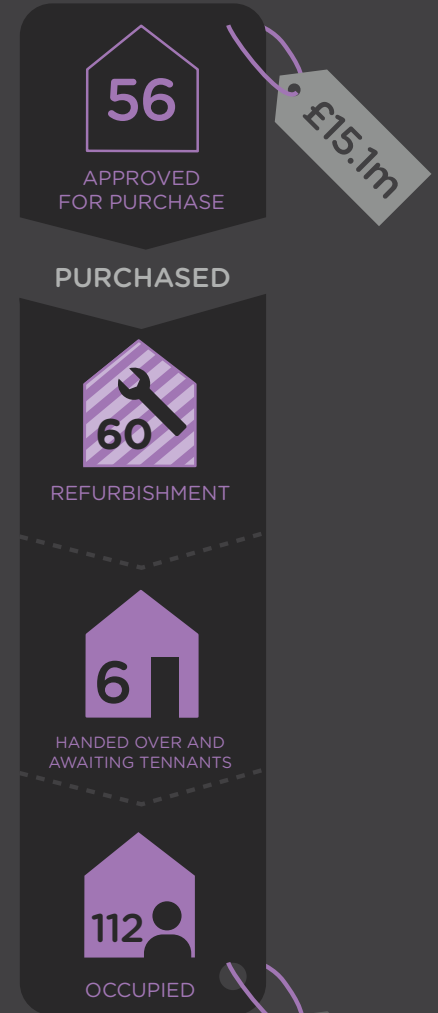 56
APPROVED
FOR PURCHASE
£15.1m
PURCHASED
60
REFURBISHMENT
6
HANDED OVER AND
AWAITING TENNANTS
112
OCCUPIED